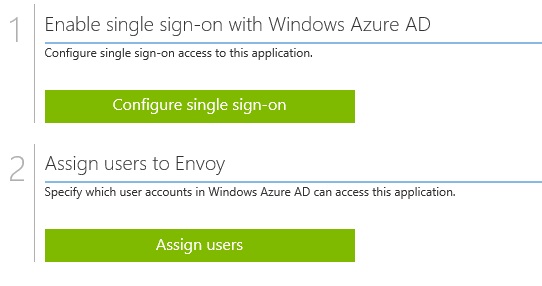 1
Enable single sign-on with Windows Azure AD
Configure single sign-on access to this application.
Configure single sign-on
2
Assign users to Envoy
Specify which user accounts in Windows Azure AD can access this application.
Assign users